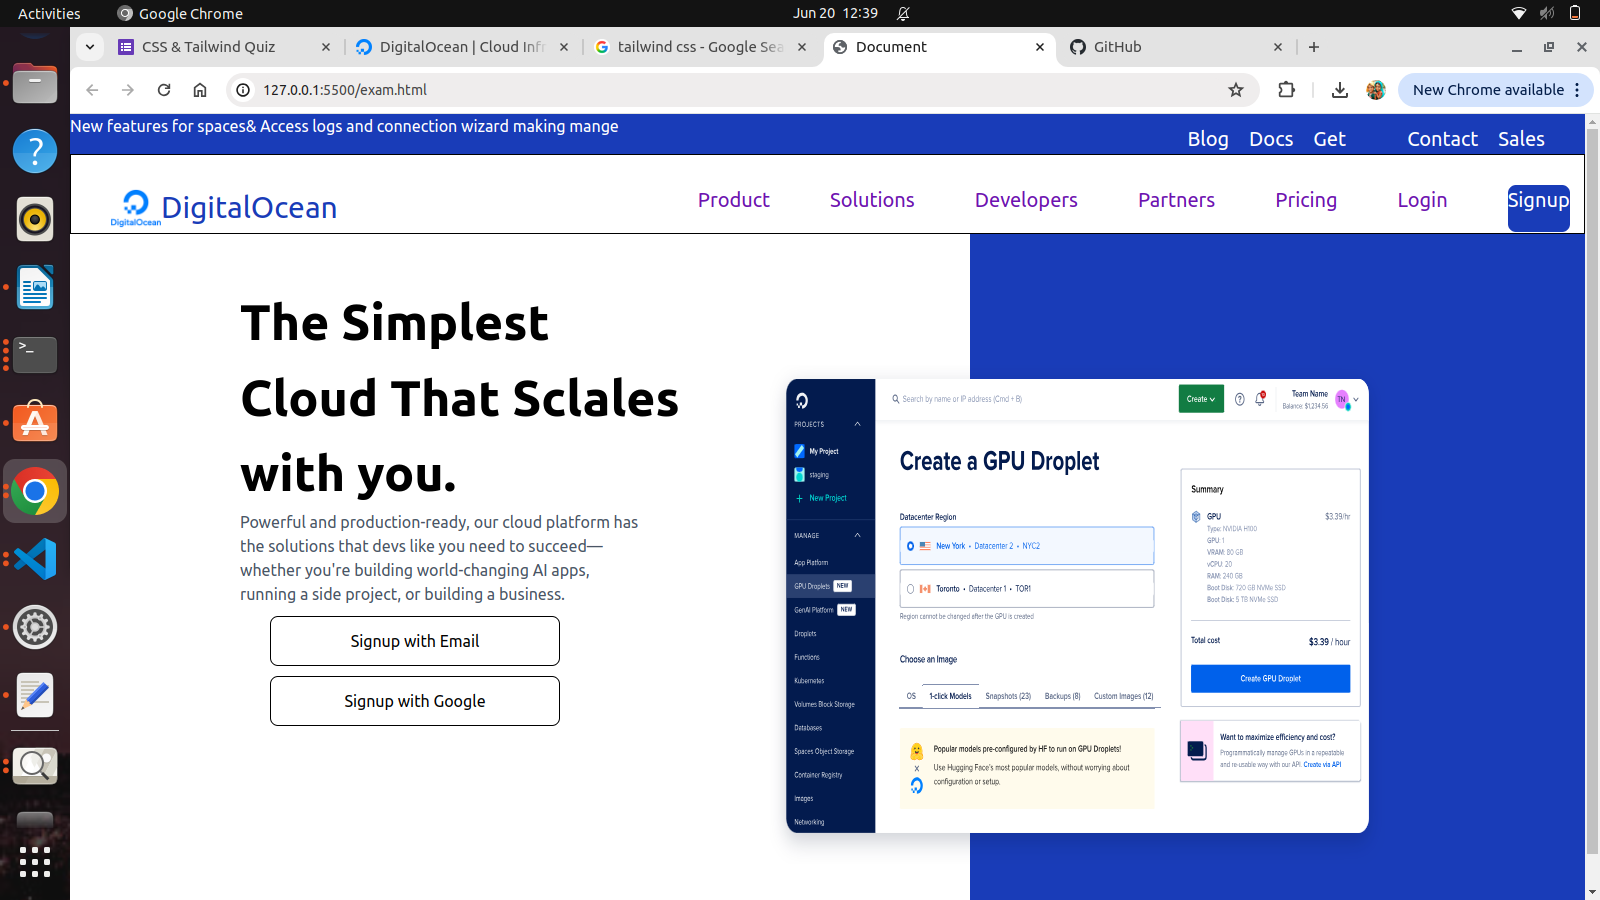 Activities
Google Chrome
Jun 20 12:39
CSS & Tailwind Quiz
DigitalOcean | Cloud Infr
tailwind css - Google Sea
Document
GitHub
127.0.0.1:5500/exam.html
New Chrome available
New features for spaces& Access logs and connection wizard making mange
Blog Docs Get Contact Sales
DigitalOcean
DigitalOcean
Product Solutions Developers Partners Pricing Login Signup
The Simplest
Cloud That Sclales
with you.
Powerful and production-ready, our cloud platform has
the solutions that devs like you need to succeed—
whether you're building world-changing AI apps,
running a side project, or building a business.
Signup with Email
Signup with Google
Search by name or IP address (Cmd + B)
Create
Team Name
Balance: $1,234.56
TN
PROJECTS
My Project
staging
+ New Project
MANAGE
App Platform
GPU Droplets NEW
GenAI Platform NEW
Droplets
Functions
Kubernetes
Volumes Block Storage
Databases
Spaces Object Storage
Container Registry
Images
Networking
Create a GPU Droplet
Datacenter Region
New York • Datacenter 2 • NYC2
Toronto • Datacenter 1 • TOR1
Region cannot be changed after the GPU is created
Choose an Image
OS 1-click Models Snapshots (23) Backups (8) Custom Images (12)
Popular models pre-configured by HF to run on GPU Droplets!
x
Use Hugging Face's most popular models, without worrying about
configuration or setup.
Summary
GPU $3.39/hr
Type: NVIDIA H100
GPU: 1
VRAM: 80 GB
vCPU: 20
RAM: 240 GB
Boot Disk: 720 GB NVMe SSD
Boot Disk: 5 TB NVMe SSD
Total cost $3.39 / hour
Create GPU Droplet
Want to maximize efficiency and cost?
Programmatically manage GPUs in a repeatable
and re-usable way with our API. Create via API